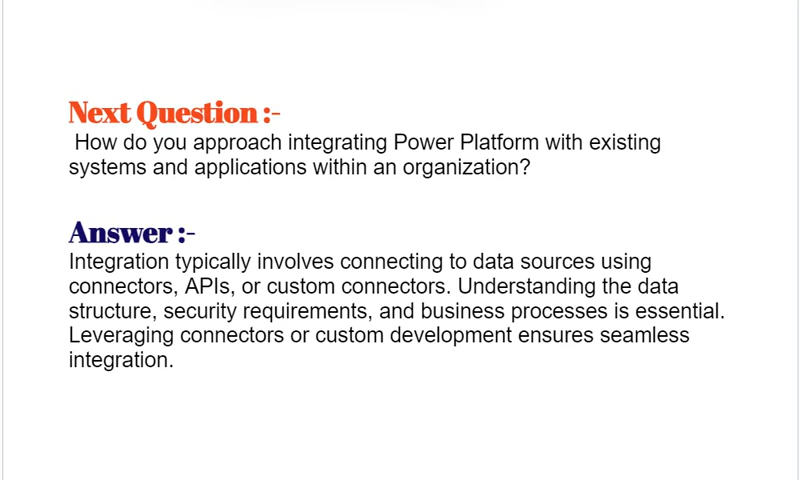 Next Question :-
How do you approach integrating Power Platform with existing
systems and applications within an organization?
Answer :-
Integration typically involves connecting to data sources using
connectors, APIs, or custom connectors. Understanding the data
structure, security requirements, and business processes is essential.
Leveraging connectors or custom development ensures seamless
integration.